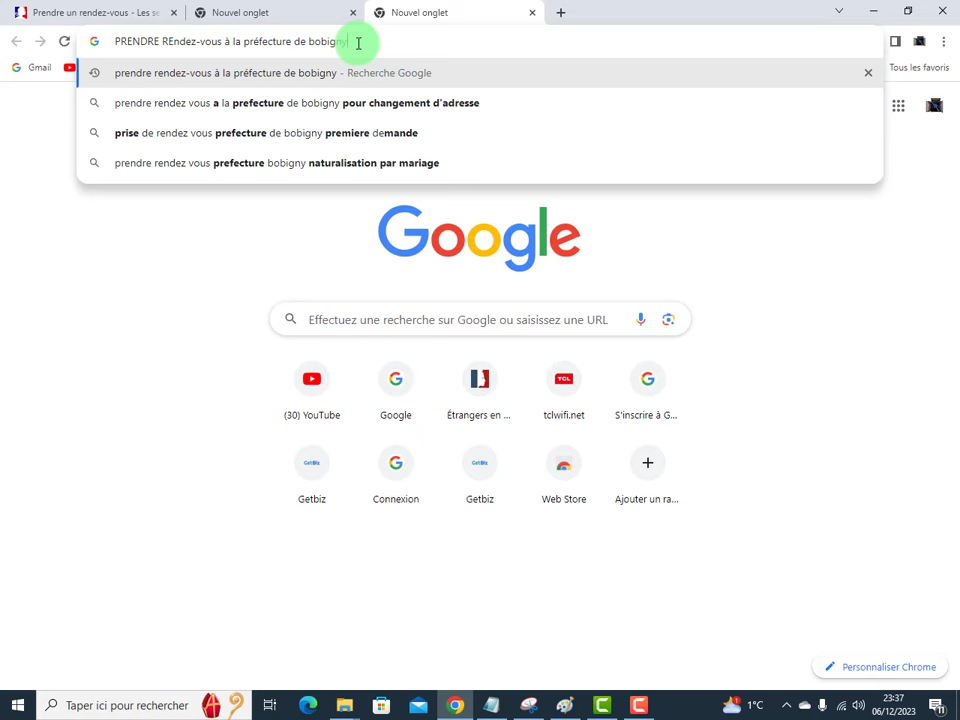 Prendre un rendez-vous - Les se
Nouvel onglet
Nouvel onglet
PRENDRE REndez-vous à la préfecture de bobigny
Gmail
Tous les favoris
prendre rendez-vous à la préfecture de bobigny - Recherche Google
prendre rendez vous a la prefecture de bobigny pour changement d'adresse
prise de rendez vous prefecture de bobigny premiere demande
prendre rendez vous prefecture bobigny naturalisation par mariage
Google
Effectuez une recherche sur Google ou saisissez une URL
TCL
(30) YouTube
Google
Étrangers en ...
tclwifi.net
S'inscrire à G...
GetBiz
GetBiz
Getbiz
Connexion
Getbiz
Web Store
Ajouter un ra...
Personnaliser Chrome
Taper ici pour rechercher
1°C
23:37
06/12/2023
11